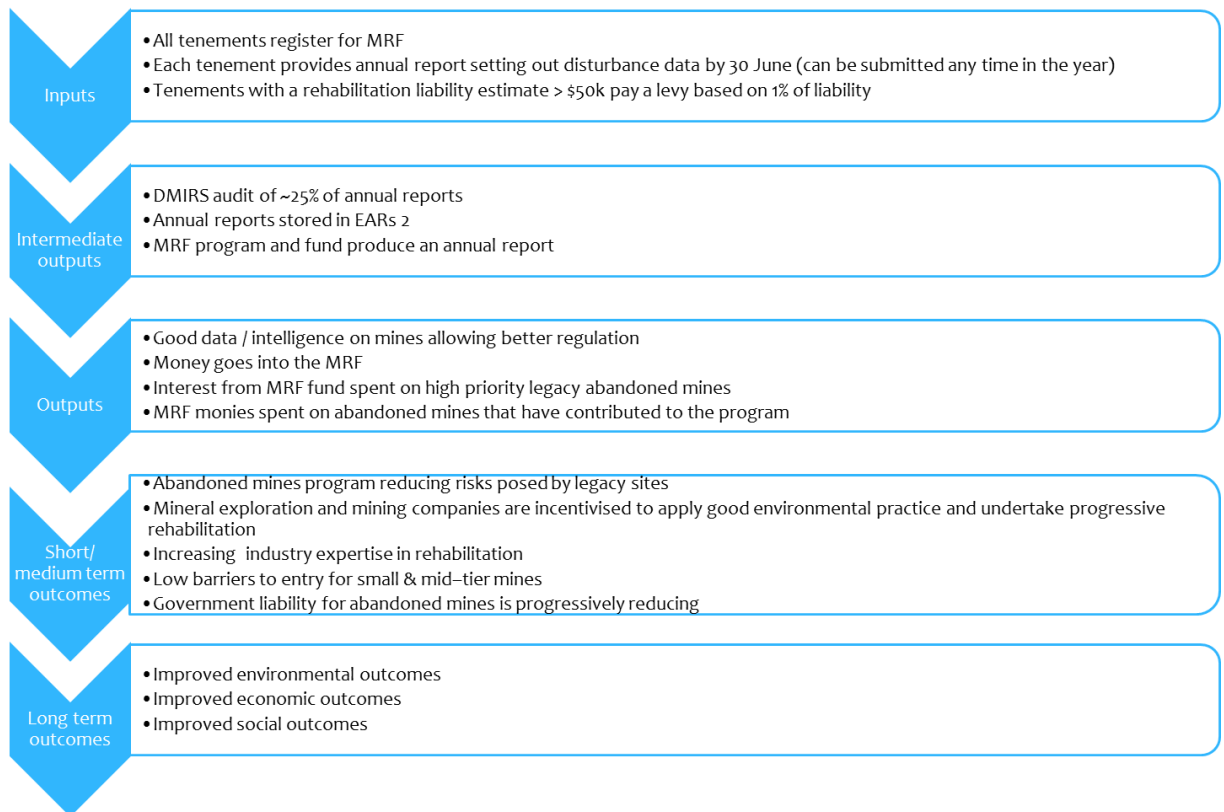 Inputs
•All tenements register for MRF
•Each tenement provides annual report setting out disturbance data by 30 June (can be submitted any time in the year)
•Tenements with a rehabilitation liability estimate > $50k pay a levy based on 1% of liability
Intermediate
outputs
•DMIRS audit of ~25% of annual reports
•Annual reports stored in EARs 2
•MRF program and fund produce an annual report
Outputs
•Good data / intelligence on mines allowing better regulation
•Money goes into the MRF
•Interest from MRF fund spent on high priority legacy abandoned mines
•MRF monies spent on abandoned mines that have contributed to the program
Short/
medium term
outcomes
•Abandoned mines program reducing risks posed by legacy sites
•Mineral exploration and mining companies are incentivised to apply good environmental practice and undertake progressive
rehabilitation
•Increasing industry expertise in rehabilitation
•Low barriers to entry for small & mid–tier mines
•Government liability for abandoned mines is progressively reducing
Long term
outcomes
•Improved environmental outcomes
•Improved economic outcomes
•Improved social outcomes